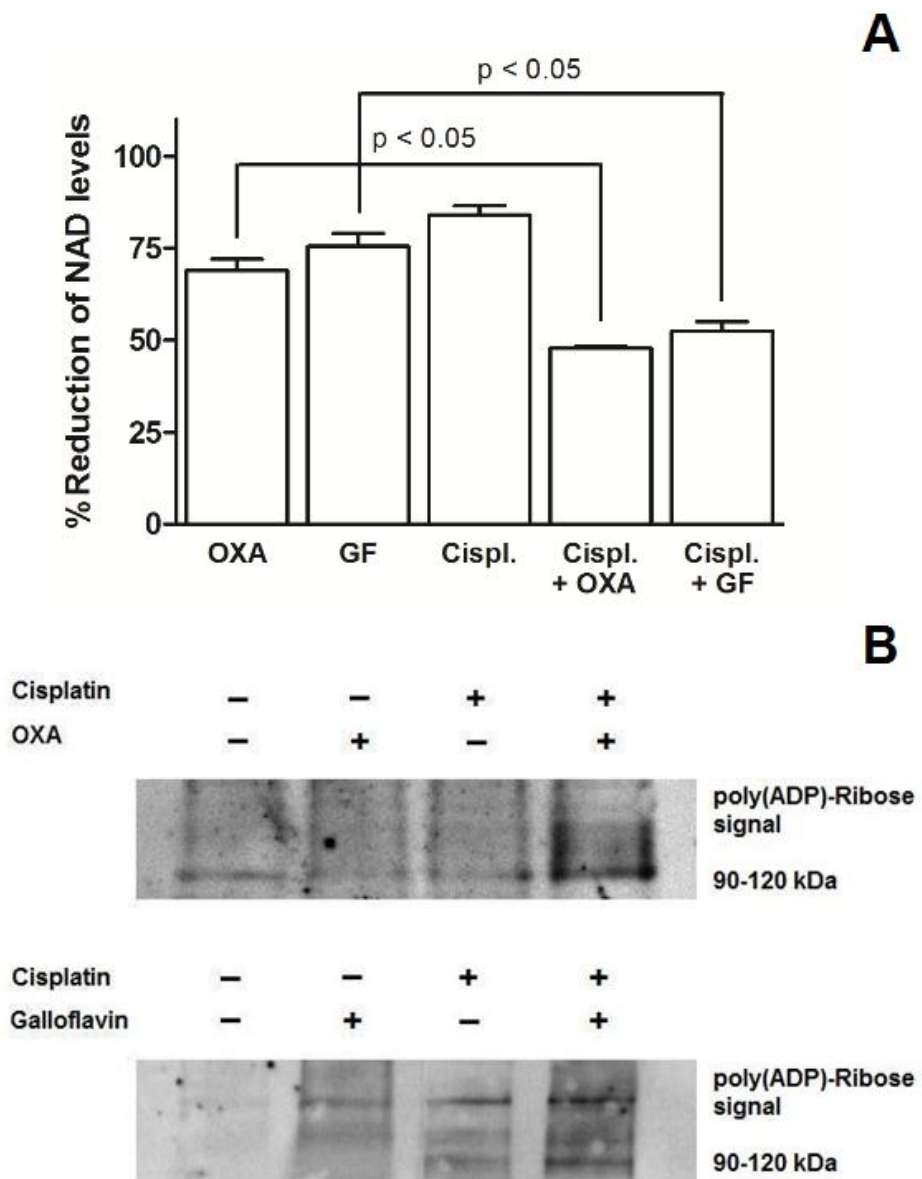 A
p < 0.05
p < 0.05
% Reduction of NAD levels
100
75
50
25
0
OXA GF Cispl. Cispl. Cispl.
+ OXA + GF
B
Cisplatin – – + +
OXA – + – +
poly(ADP)-Ribose
signal
90-120 kDa
Cisplatin – – + +
Galloflavin – + – +
poly(ADP)-Ribose
signal
90-120 kDa